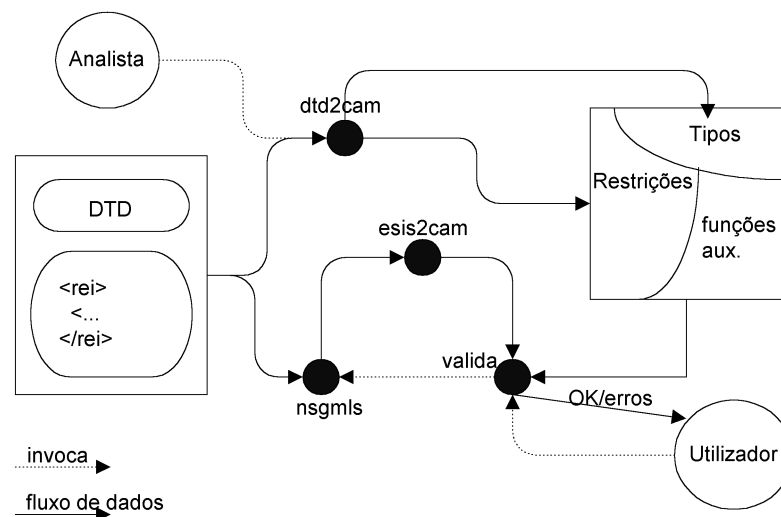 Analista
dtd2cam
Tipos
Restrições
funções
aux.
DTD
<rei>
<...
</rei>
esis2cam
valida
nsgmls
OK/erros
Utilizador
invoca
fluxo de dados